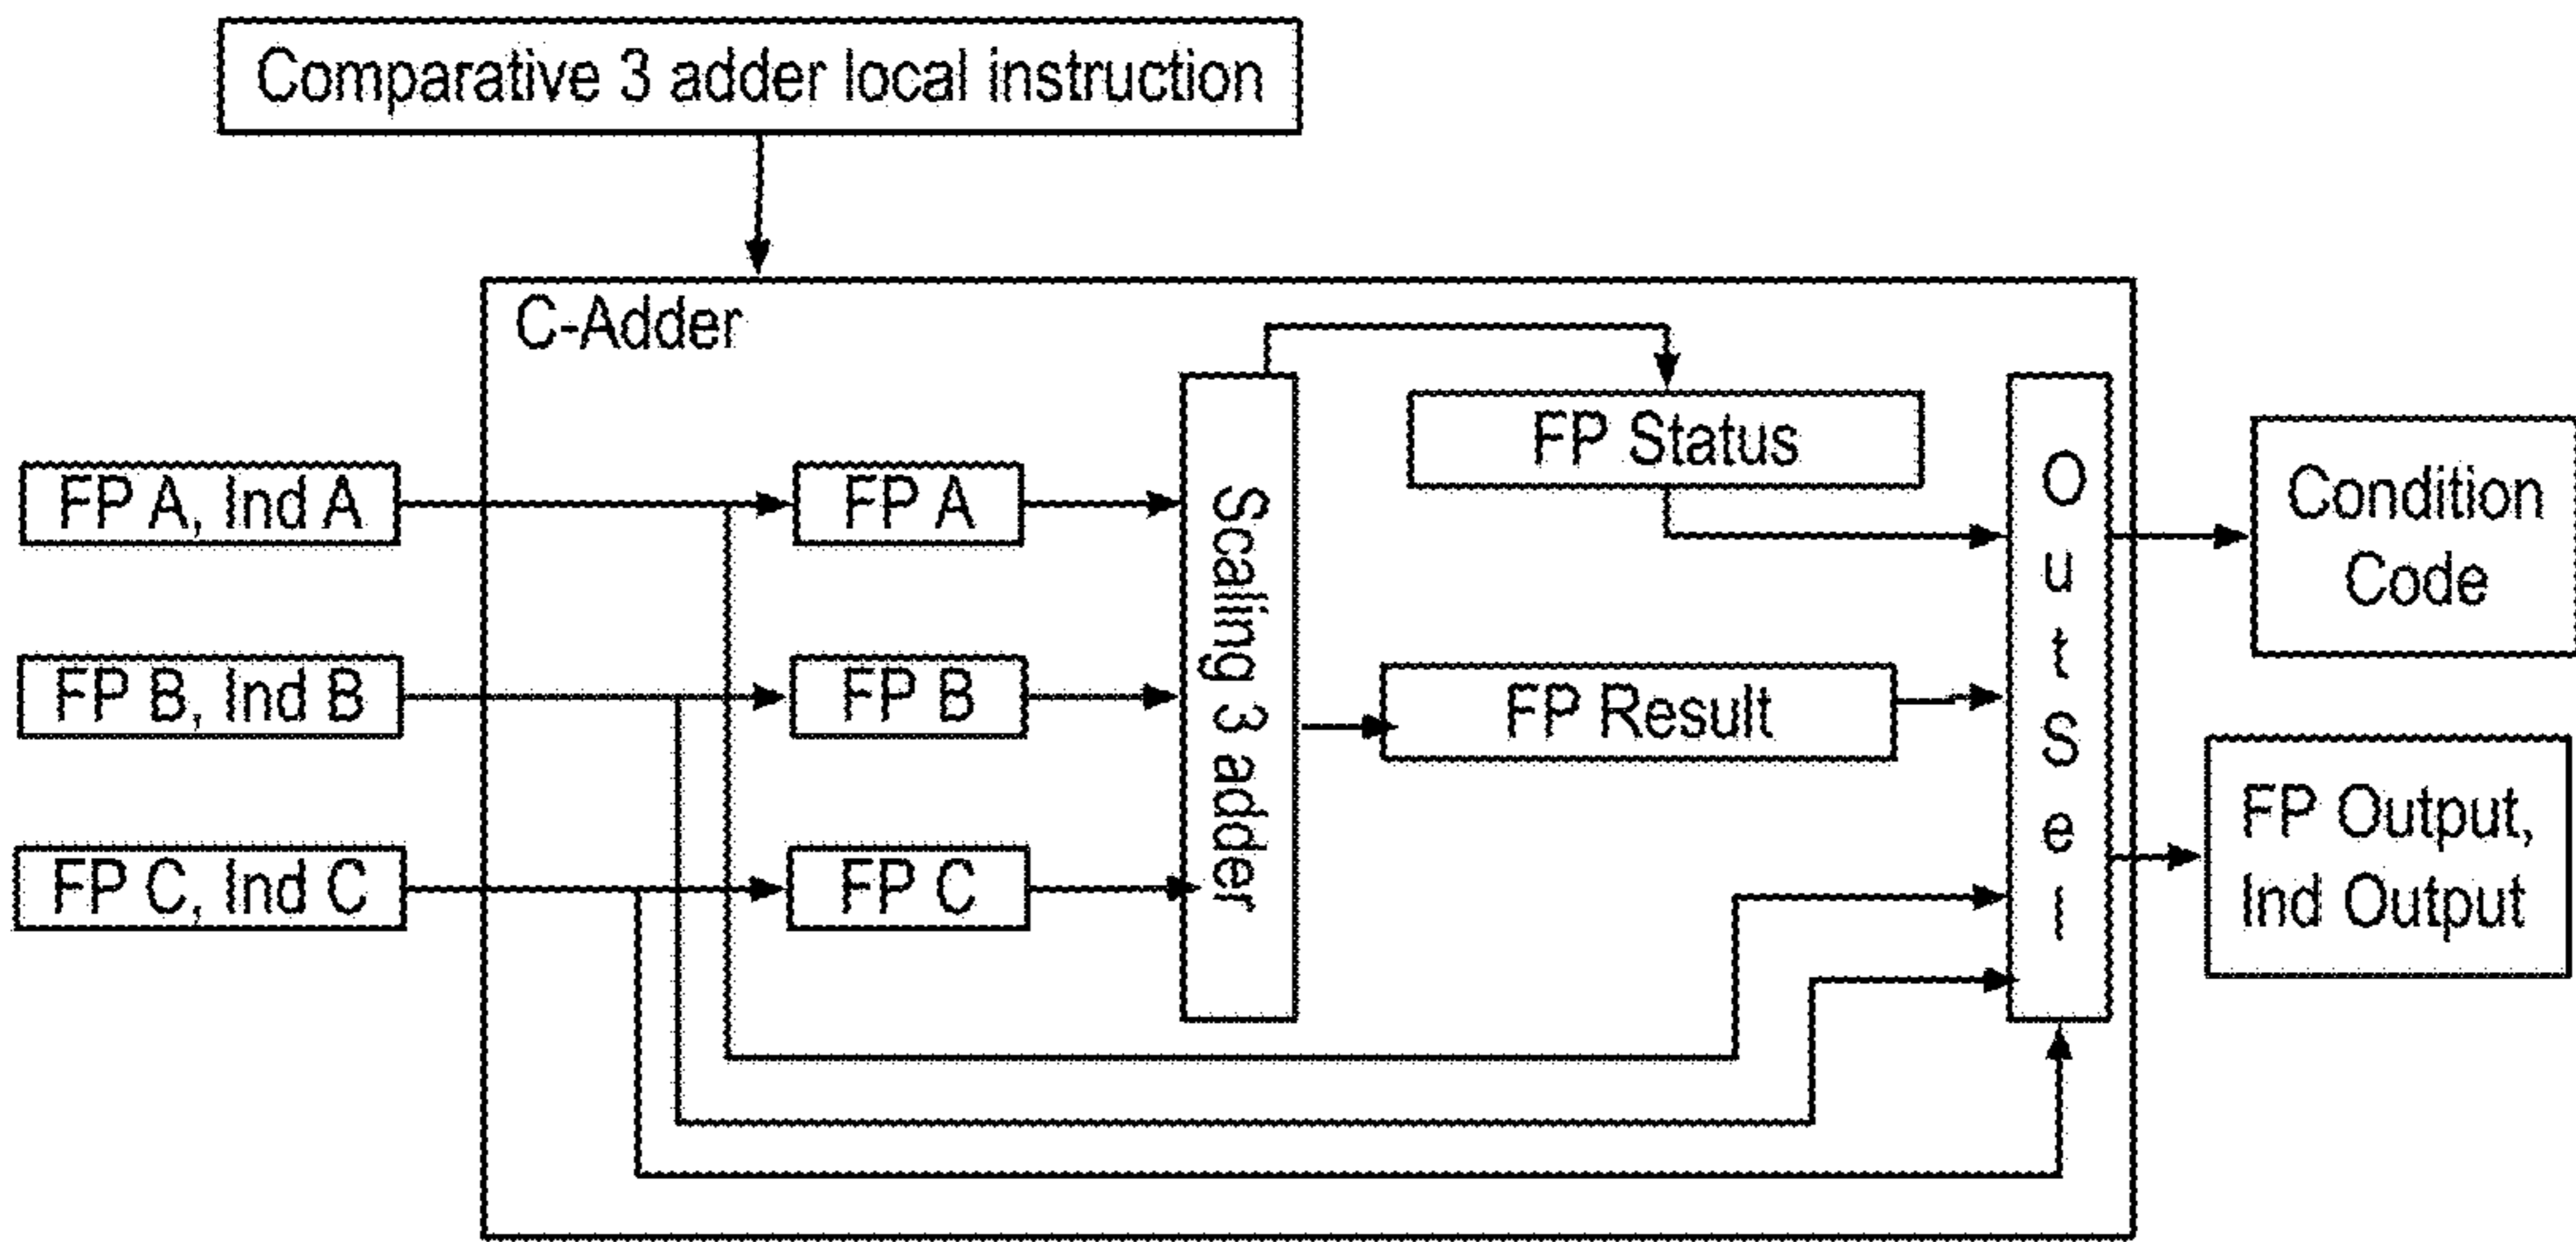 Comparative 3 adder local instruction
C-Adder
FP A, Ind A
FP A
FP B, Ind B
FP B
FP C, Ind C
FP C
Scaling 3 adder
FP Status
FP Result
OutSel
Condition
Code
FP Output,
Ind Output